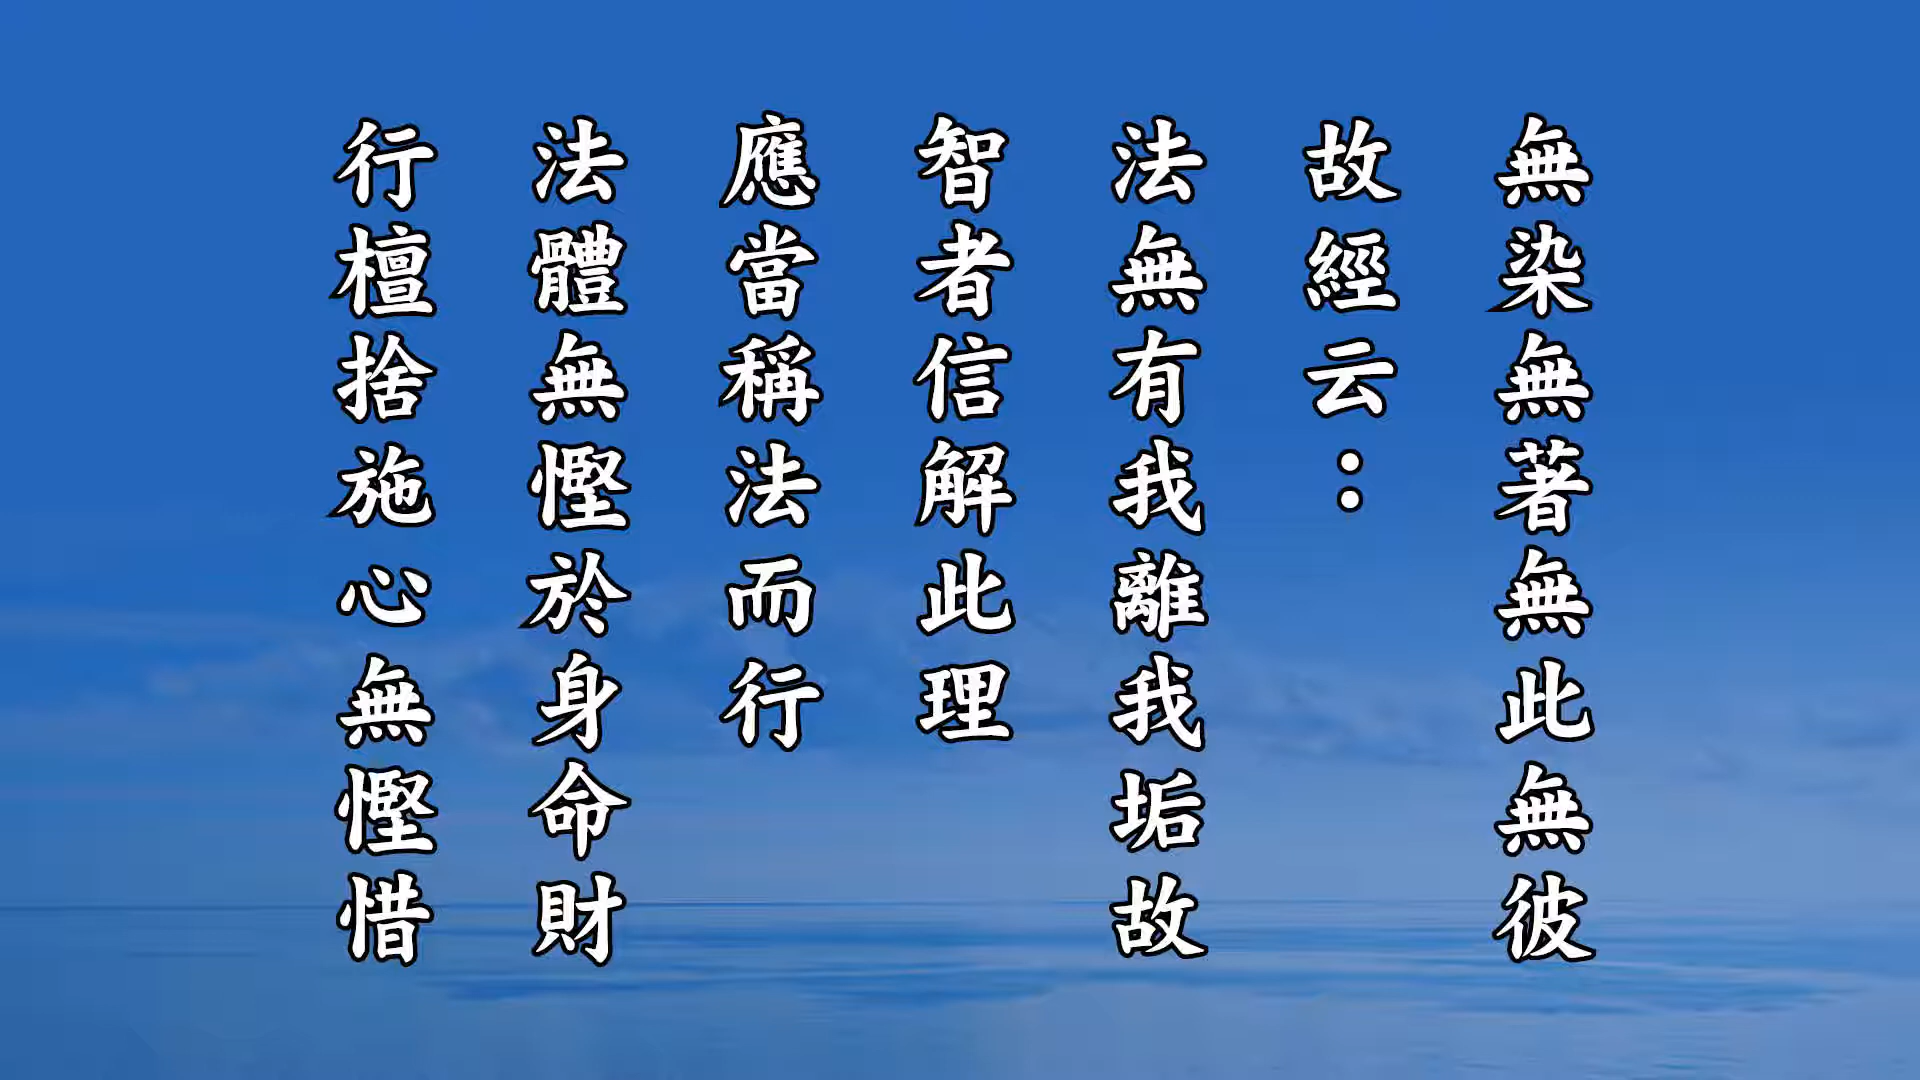 無染無著無此無彼
故經云：
法無有我離我垢故
智者信解此理
應當稱法而行
法體無慳於身命財
行檀捨施心無慳惜